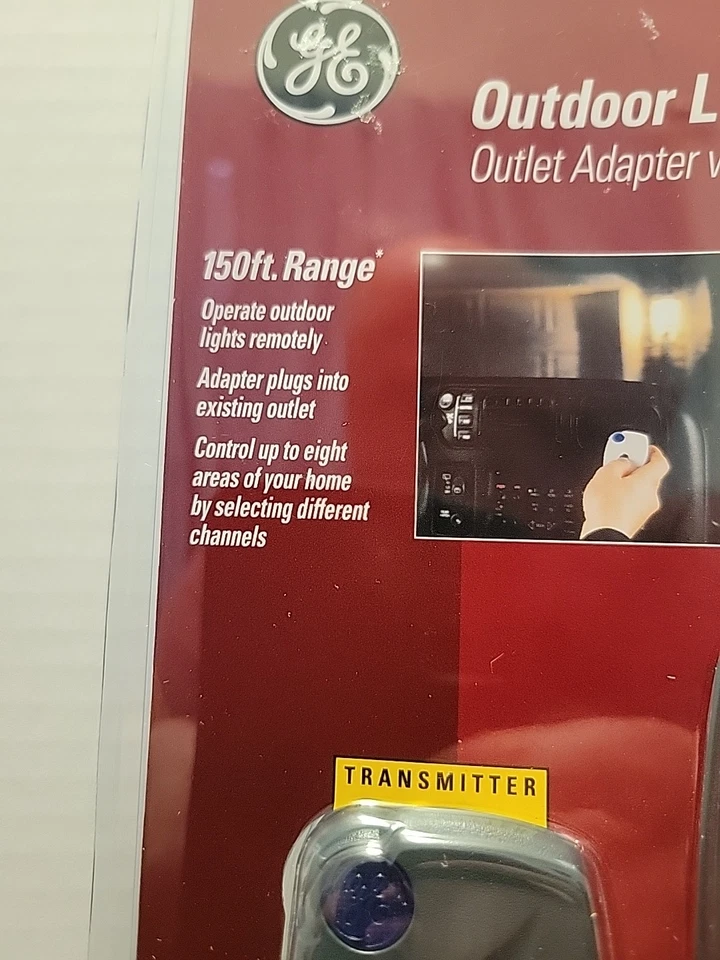 GE
Outdoor L
Outlet Adapter
150ft. Range*
Operate outdoor
lights remotely
Adapter plugs into
existing outlet
Control up to eight
areas of your home
by selecting different
channels
TRANSMITTER